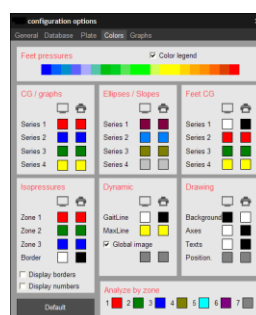 configuration options
General Database Plate Colors Graphs
Feet pressures
Color legend
CG / graphs
Series 1
Series 2
Series 3
Series 4
Ellipses / Slopes
Series 1
Series 2
Series 3
Series 4
Feet CG
Series 1
Series 2
Series 3
Series 4
Isopressures
Zone 1
Zone 2
Zone 3
Border
Display borders
Display numbers
Default
Dynamic
GaitLine
MaxLine
Global image
Drawing
Background
Axes
Texts
Position.
Analyze by zone
1 2 3 4 5 6 7